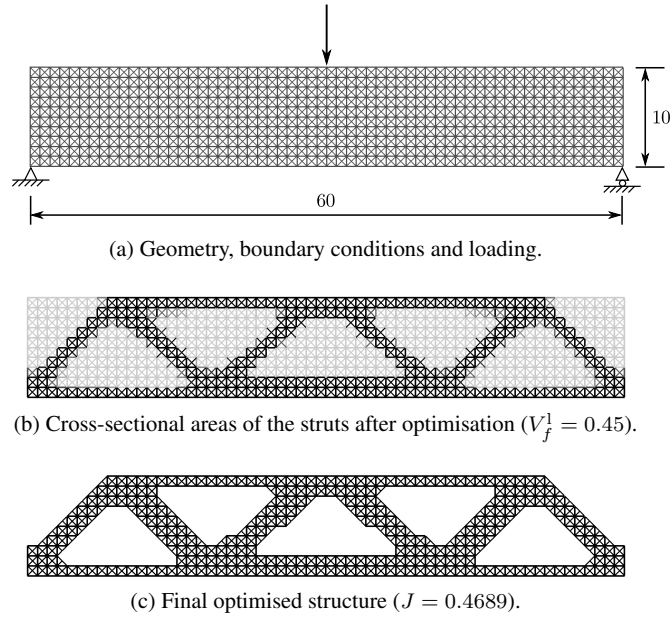 10
60
(a) Geometry, boundary conditions and loading.
(b) Cross-sectional areas of the struts after optimisation ($V_f^1 = 0.45$).
(c) Final optimised structure ($J = 0.4689$).